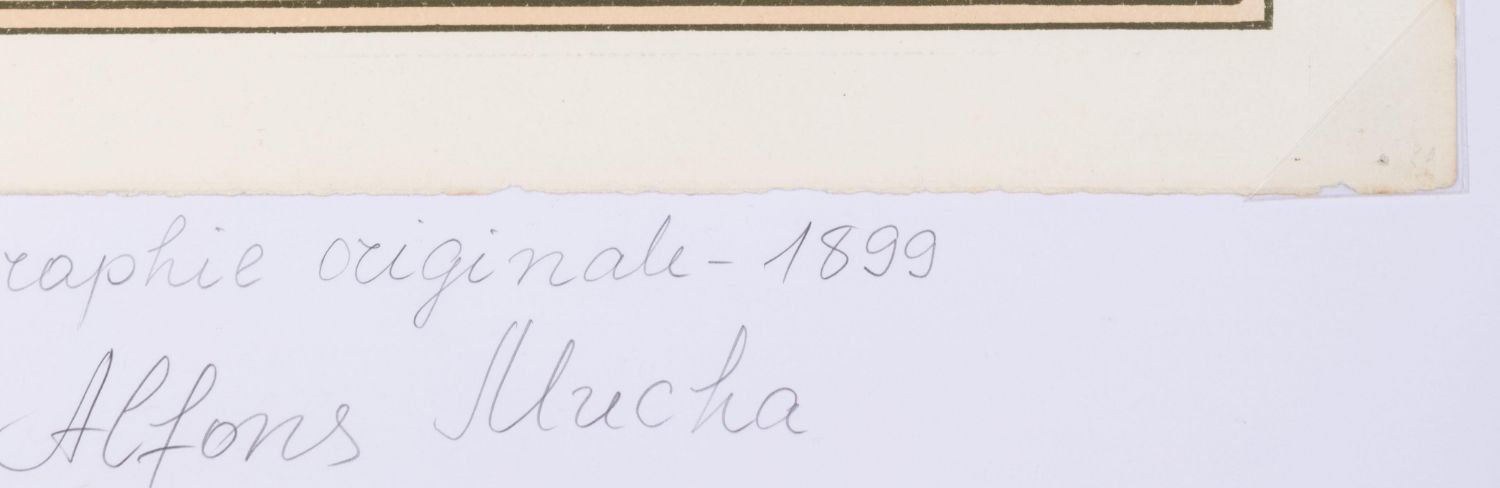 raphie originale - 1899
Alfons Mucha